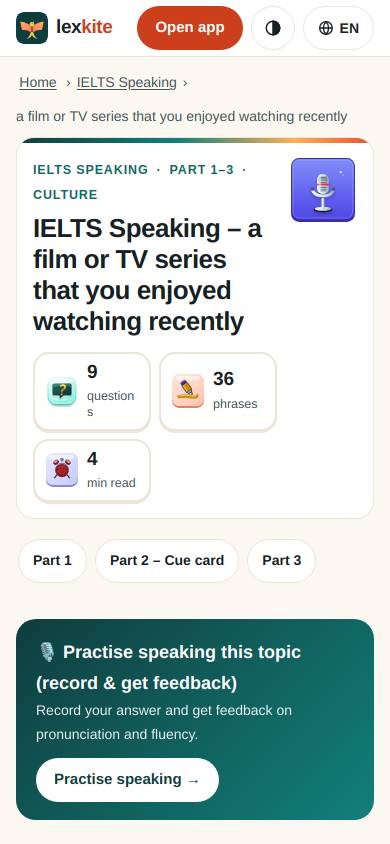 lexkite
Open app
EN
Home › IELTS Speaking ›
a film or TV series that you enjoyed watching recently
IELTS SPEAKING · PART 1–3 ·
CULTURE
IELTS Speaking – a
film or TV series
that you enjoyed
watching recently
9
question
s
36
phrases
4
min read
Part 1
Part 2 – Cue card
Part 3
🎙️ Practise speaking this topic
(record & get feedback)
Record your answer and get feedback on
pronunciation and fluency.
Practise speaking →